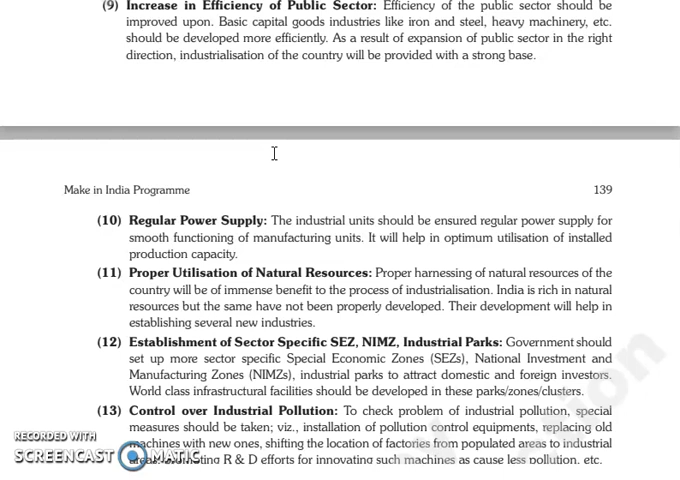 (9) Increase in Efficiency of Public Sector: Efficiency of the public sector should be
improved upon. Basic capital goods industries like iron and steel, heavy machinery, etc.
should be developed more efficiently. As a result of expansion of public sector in the right
direction, industrialisation of the country will be provided with a strong base.
Make in India Programme 139
(10) Regular Power Supply: The industrial units should be ensured regular power supply for
smooth functioning of manufacturing units. It will help in optimum utilisation of installed
production capacity.
(11) Proper Utilisation of Natural Resources: Proper harnessing of natural resources of the
country will be of immense benefit to the process of industrialisation. India is rich in natural
resources but the same have not been properly developed. Their development will help in
establishing several new industries.
(12) Establishment of Sector Specific SEZ, NIMZ, Industrial Parks: Government should
set up more sector specific Special Economic Zones (SEZs), National Investment and
Manufacturing Zones (NIMZs), industrial parks to attract domestic and foreign investors.
World class infrastructural facilities should be developed in these parks/zones/clusters.
(13) Control over Industrial Pollution: To check problem of industrial pollution, special
measures should be taken; viz., installation of pollution control equipments, replacing old
machines with new ones, shifting the location of factories from populated areas to industrial
R & D efforts for innovating such machines as cause less pollution. etc.
RECORDED WITH
SCREENCAST MATIC